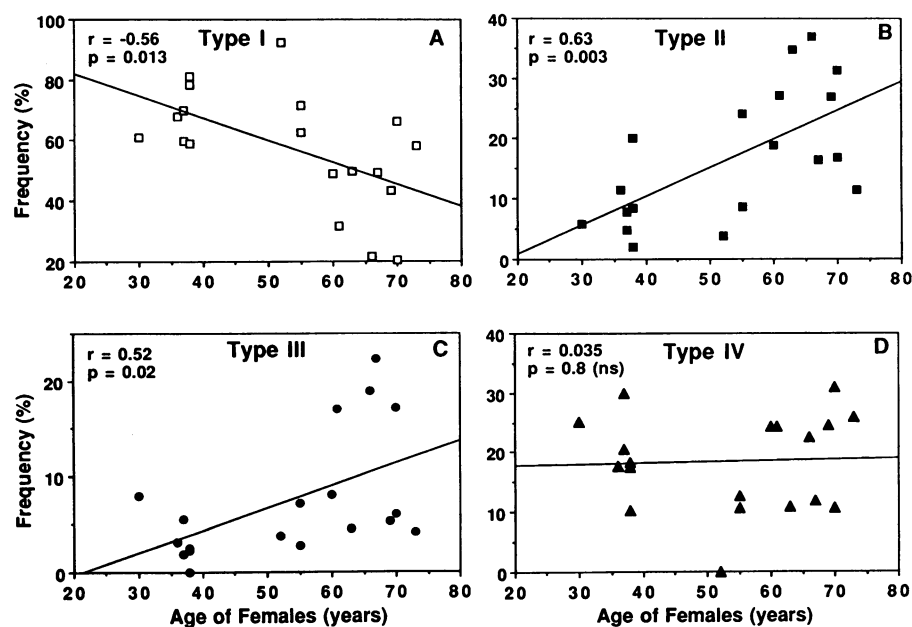 Type I
A
r = -0.56
p = 0.013
Frequency (%)
100
80
60
40
20
20 30 40 50 60 70 80
Type II
B
r = 0.63
p = 0.003
40
30
20
10
0
20 30 40 50 60 70 80
Type III
C
r = 0.52
p = 0.02
Frequency (%)
20
10
0
20 30 40 50 60 70 80
Age of Females (years)
Type IV
D
r = 0.035
p = 0.8 (ns)
40
30
20
10
0
20 30 40 50 60 70 80
Age of Females (years)